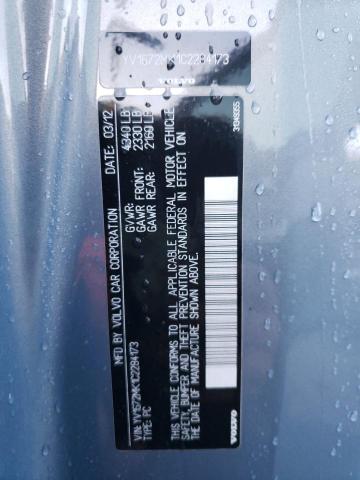 YV1672MK1C2284173
VOLVO
MFD BY VOLVO CAR CORPORATION 03/12
GVWR: 4340 LB
GAWR FRONT: 2330 LB
GAWR REAR: 2160 LB
VIN: YV1672MK1C2284173
TYPE: PC
THIS VEHICLE CONFORMS TO ALL APPLICABLE FEDERAL MOTOR VEHICLE
SAFETY, BUMPER AND THEFT PREVENTION STANDARDS IN EFFECT ON
THE DATE OF MANUFACTURE SHOWN ABOVE.
VOLVO